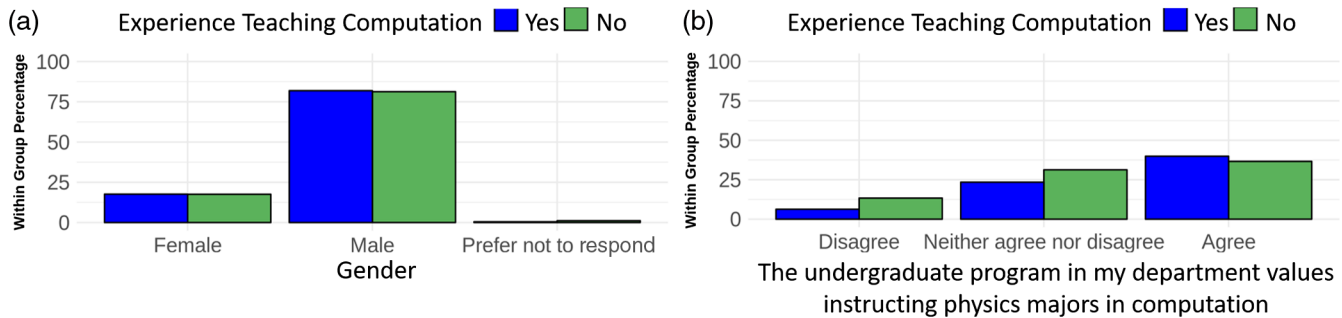 (a) Experience Teaching Computation Yes No
Within Group Percentage
100
75
50
25
0
Female Male Prefer not to respond
Gender
(b) Experience Teaching Computation Yes No
Within Group Percentage
100
75
50
25
0
Disagree Neither agree nor disagree Agree
The undergraduate program in my department values
instructing physics majors in computation